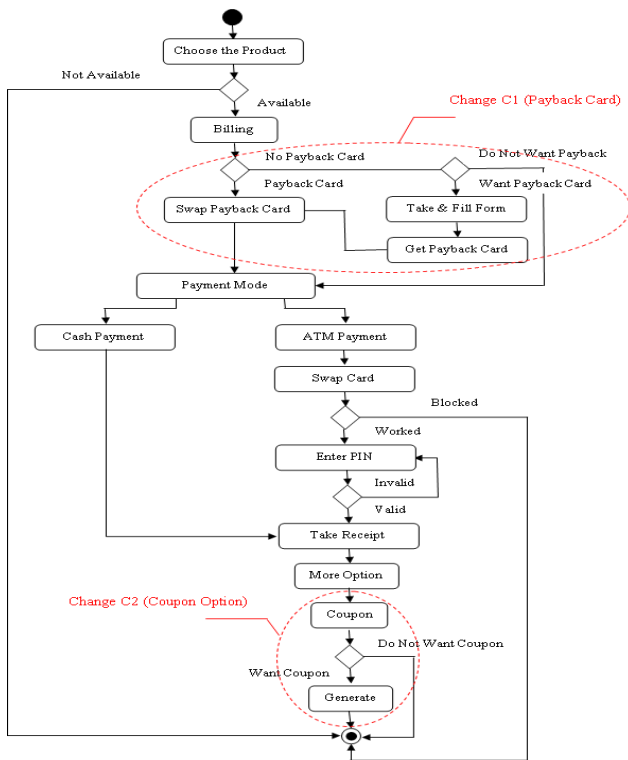 Choose the Product
Not Available
Available
Change C1 (Payback Card)
Billing
No Payback Card
Do Not Want Payback
Payback Card
Want Payback Card
Swap Payback Card
Take & Fill Form
Get Payback Card
Payment Mode
Cash Payment
ATM Payment
Swap Card
Blocked
Worked
Enter PIN
Invalid
Valid
Take Receipt
More Option
Change C2 (Coupon Option)
Coupon
Do Not Want Coupon
Want Coupon
Generate